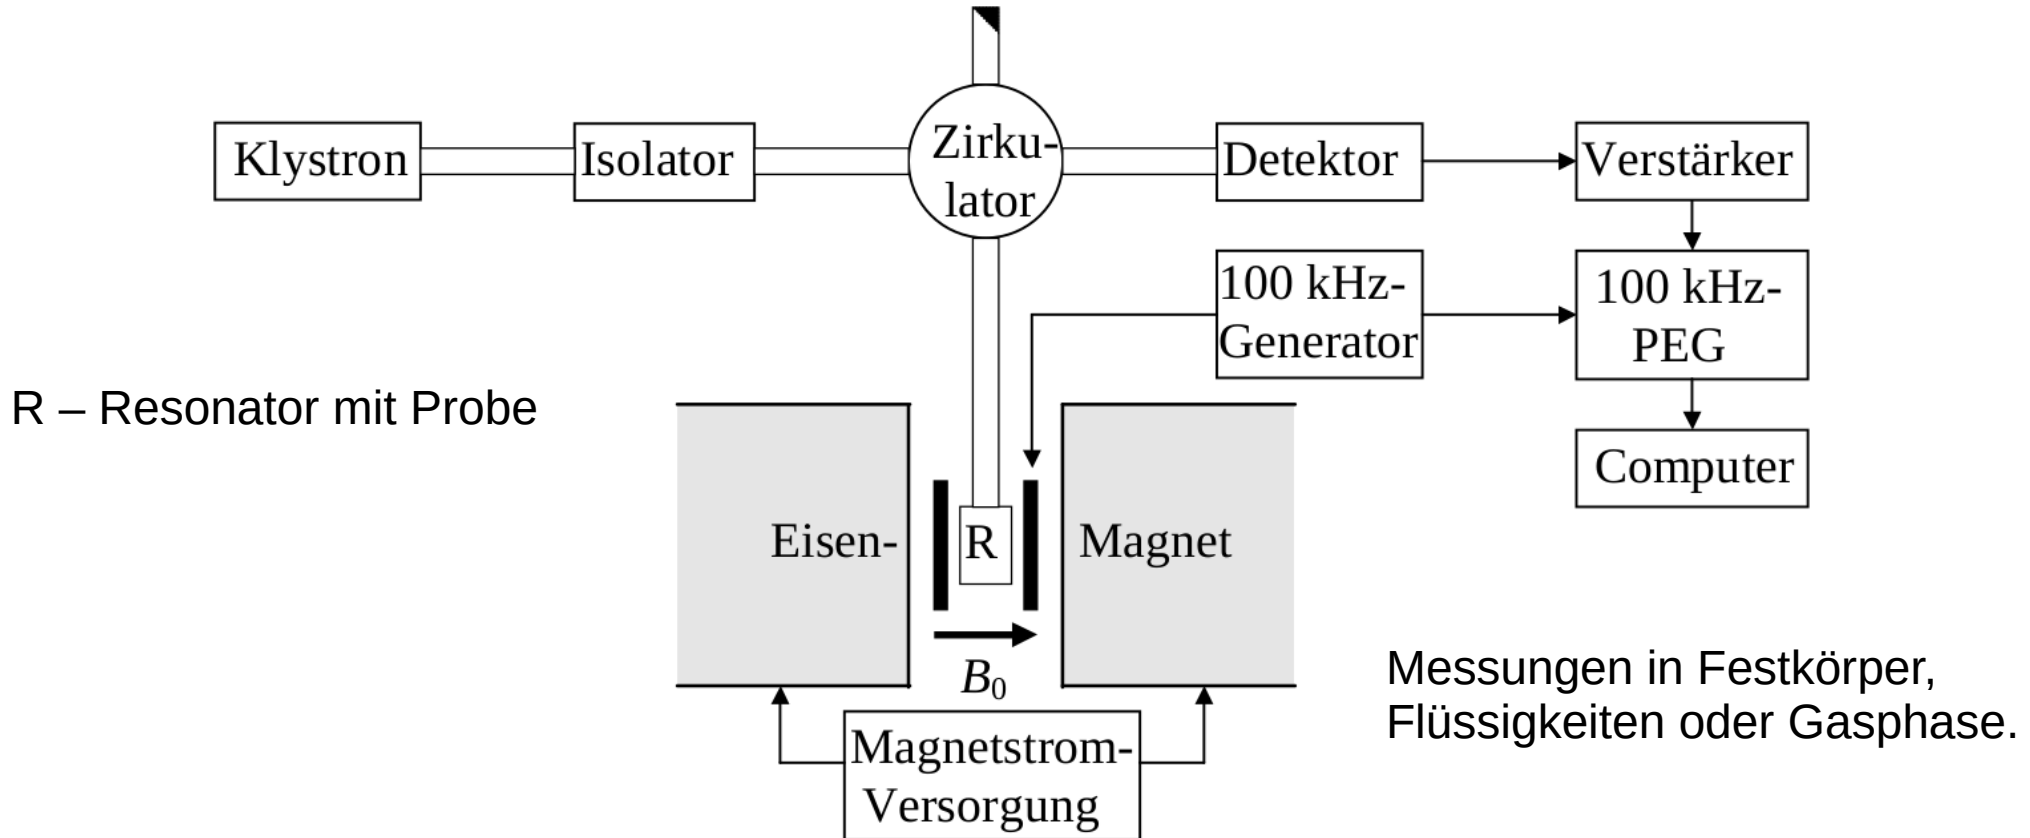 Klystron
Isolator
Zirku-
lator
Detektor
Verstärker
100 kHz-
Generator
100 kHz-
PEG
Computer
R – Resonator mit Probe
Eisen-
R
Magnet
B₀
Magnetstrom-
Versorgung
Messungen in Festkörper,
Flüssigkeiten oder Gasphase.